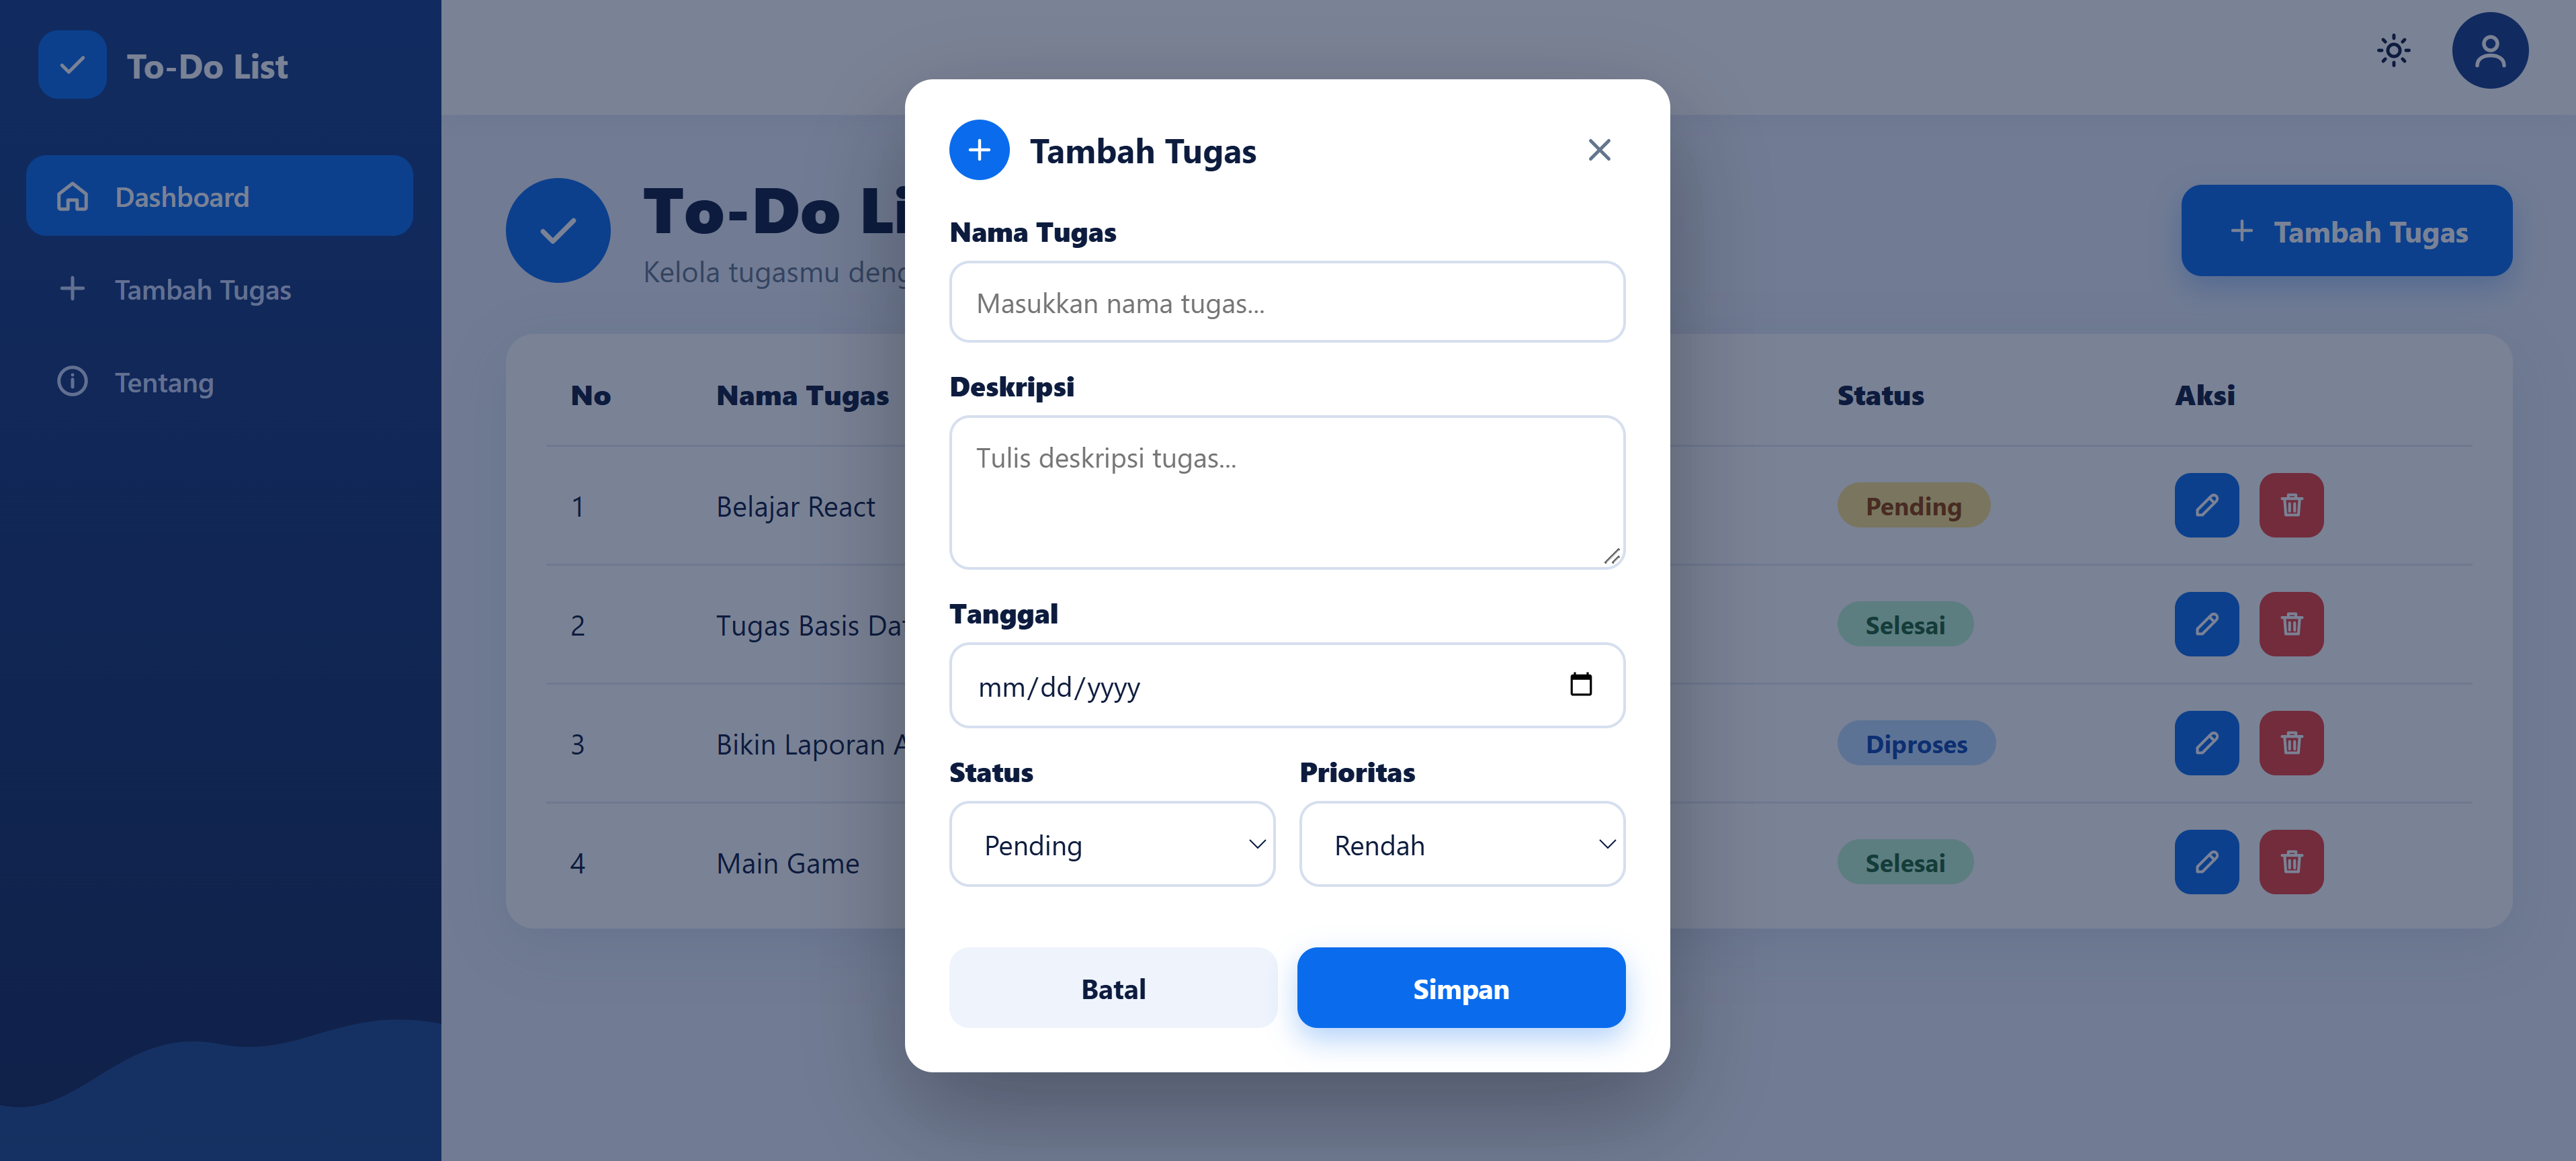 To-Do List
Dashboard
Tambah Tugas
Tentang
To-Do Li
Kelola tugasmu deng
Tambah Tugas
No Nama Tugas Status Aksi
1 Belajar React Pending
2 Tugas Basis Da Selesai
3 Bikin Laporan Diproses
4 Main Game Selesai
Tambah Tugas
Nama Tugas
Masukkan nama tugas...
Deskripsi
Tulis deskripsi tugas...
Tanggal
mm/dd/yyyy
Status Prioritas
Pending Rendah
Batal Simpan